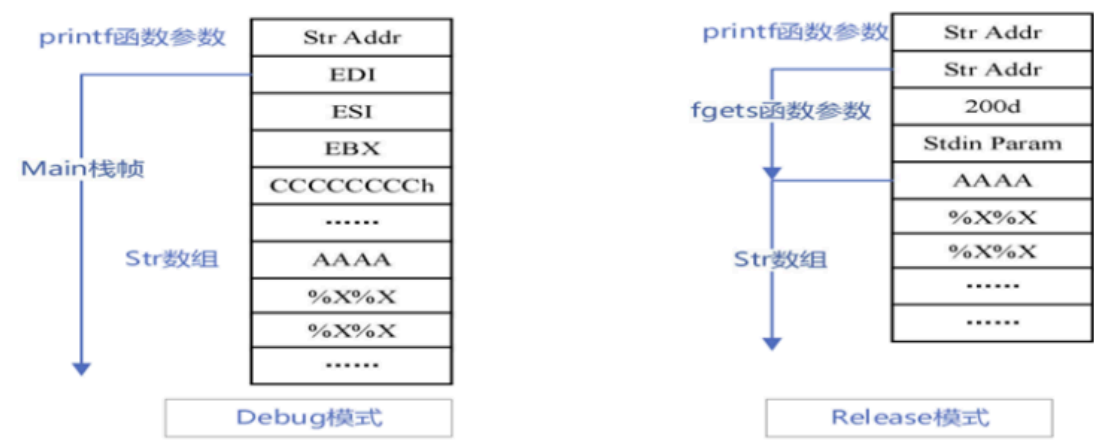 printf函数参数
Str Addr
EDI
ESI
EBX
Main栈帧
CCCCCCCCh
......
Str数组
AAAA
%X%X
%X%X
......
Debug模式
printf函数参数
Str Addr
Str Addr
fgets函数参数
200d
Stdin Param
AAAA
%X%X
Str数组
%X%X
......
......
Release模式